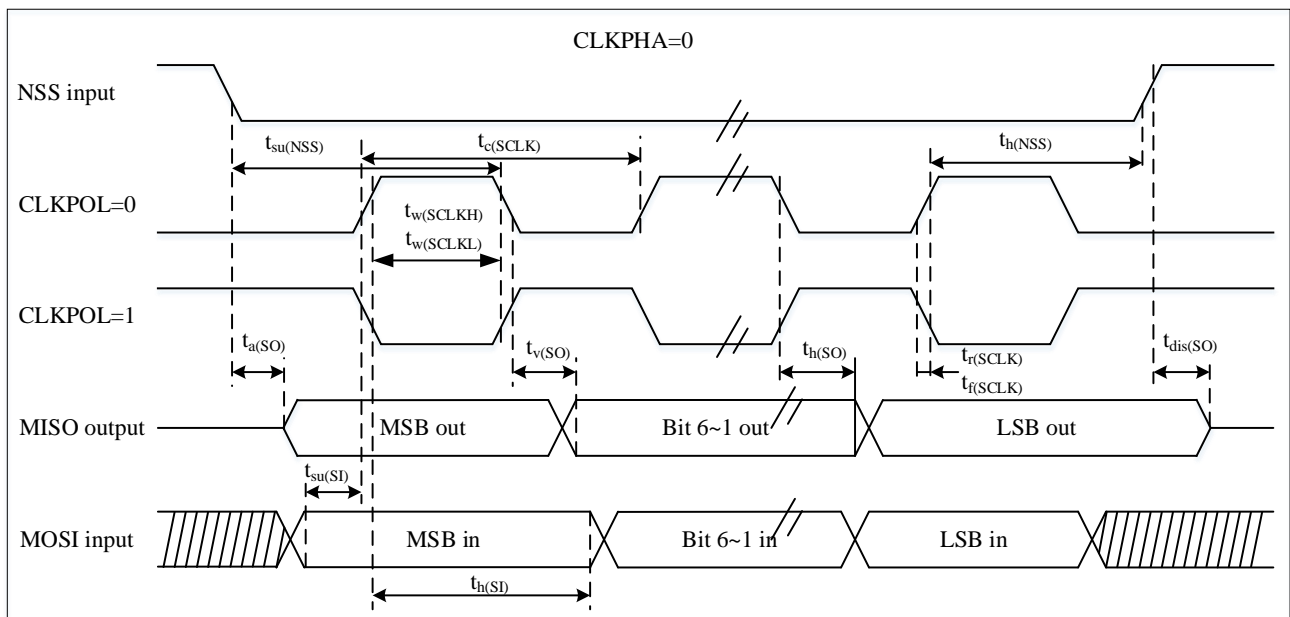 CLKPHA=0
NSS input
tsu(NSS)
tc(SCLK)
th(NSS)
CLKPOL=0
tw(SCLKH)
tw(SCLKL)
CLKPOL=1
ta(SO)
tv(SO)
th(SO)
tr(SCLK)
tf(SCLK)
tdis(SO)
MISO output
MSB out
Bit 6~1 out
LSB out
tsu(SI)
MOSI input
MSB in
Bit 6~1 in
LSB in
th(SI)